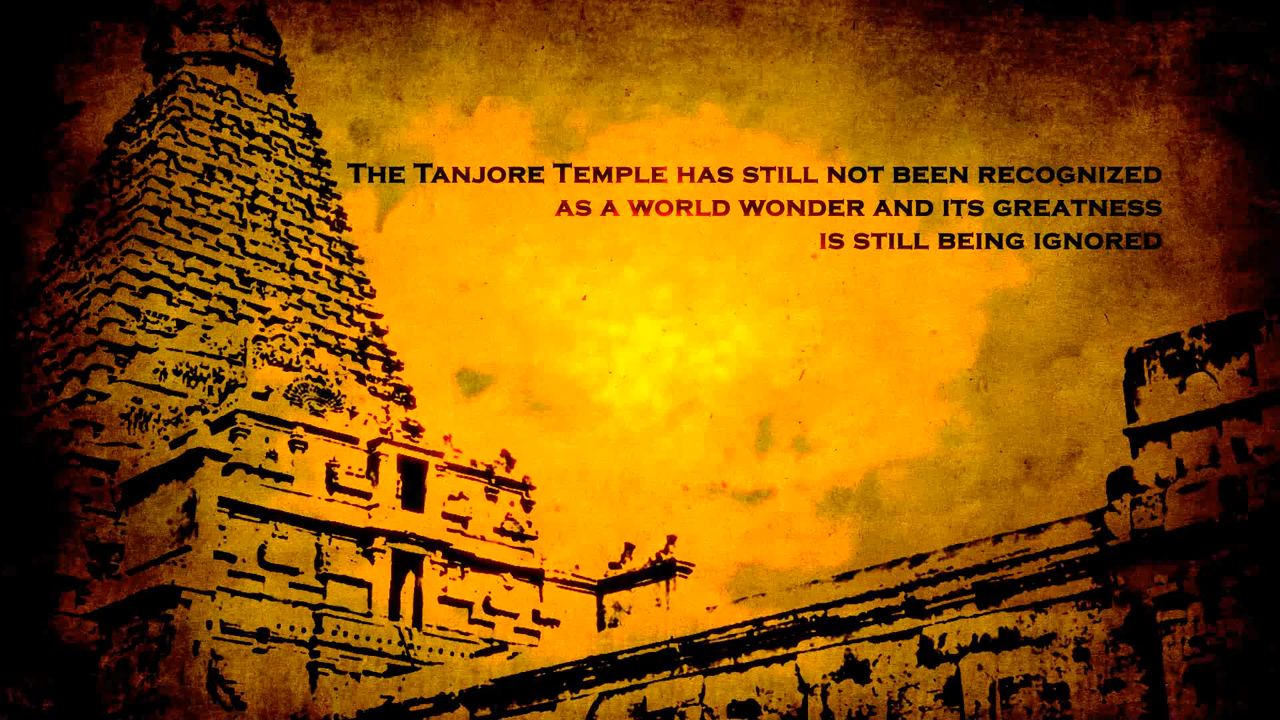 The Tanjore Temple has still not been recognized
as a world wonder and its greatness
is still being ignored